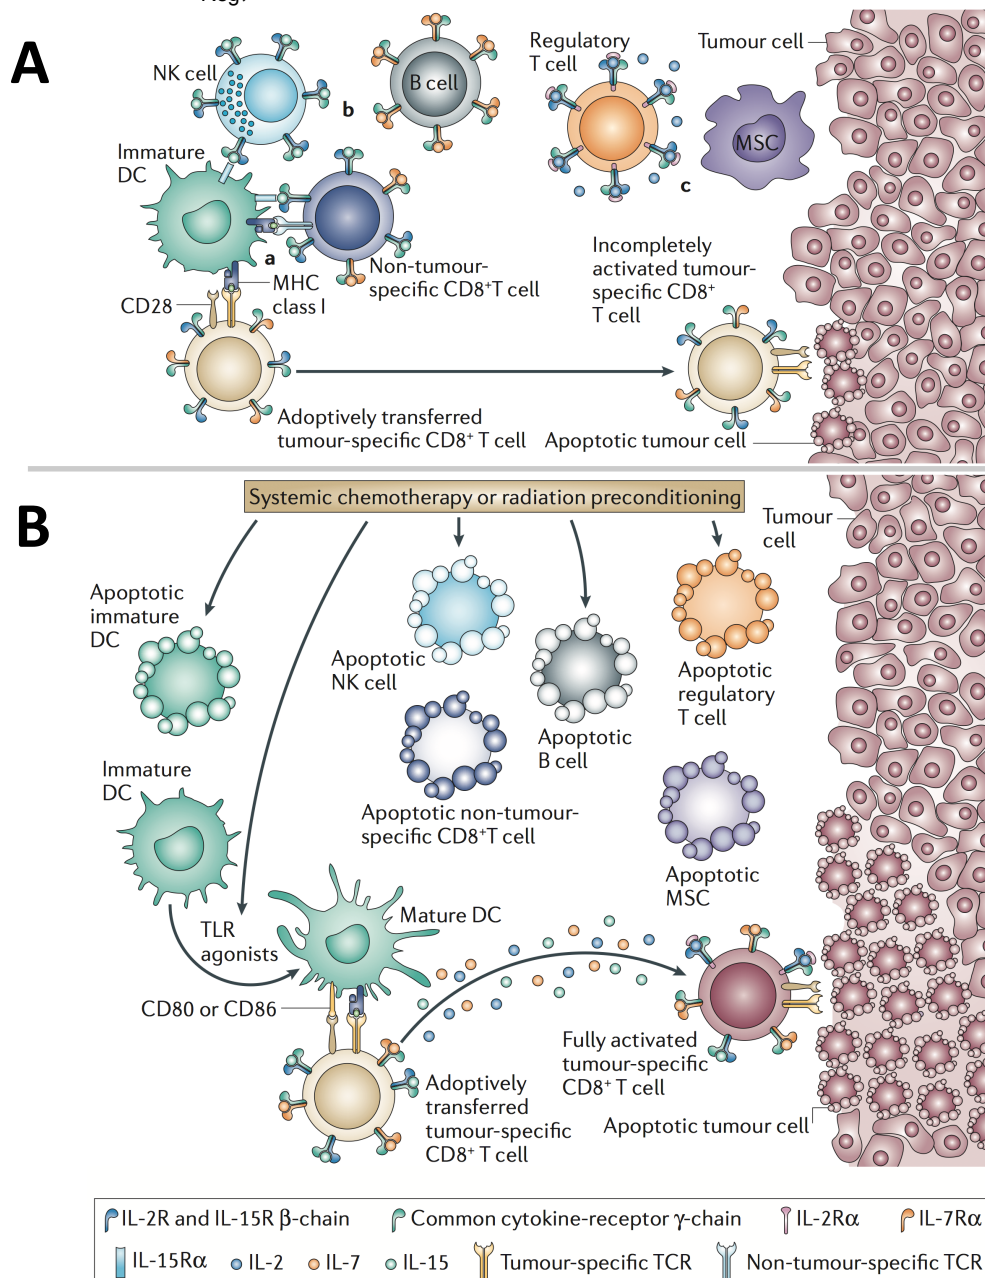 A
NK cell
b
B cell
Regulatory
T cell
Tumour cell
MSC
c
Immature
DC
a
Non-tumour-
specific CD8⁺T cell
MHC
class I
CD28
Incompletely
activated tumour-
specific CD8⁺
T cell
Adoptively transferred
tumour-specific CD8⁺ T cell
Apoptotic tumour cell
B
Systemic chemotherapy or radiation preconditioning
Tumour
cell
Apoptotic
immature
DC
Apoptotic
NK cell
Apoptotic
B cell
Apoptotic
regulatory
T cell
Immature
DC
Apoptotic non-tumour-
specific CD8⁺T cell
Apoptotic
MSC
TLR
agonists
Mature DC
CD80 or CD86
Fully activated
tumour-specific
CD8⁺ T cell
Adoptively
transferred
tumour-specific
CD8⁺ T cell
Apoptotic tumour cell
IL-2R and IL-15R β-chain
Common cytokine-receptor γ-chain
IL-2Rα
IL-7Rα
IL-15Rα
IL-2
IL-7
IL-15
Tumour-specific TCR
Non-tumour-specific TCR